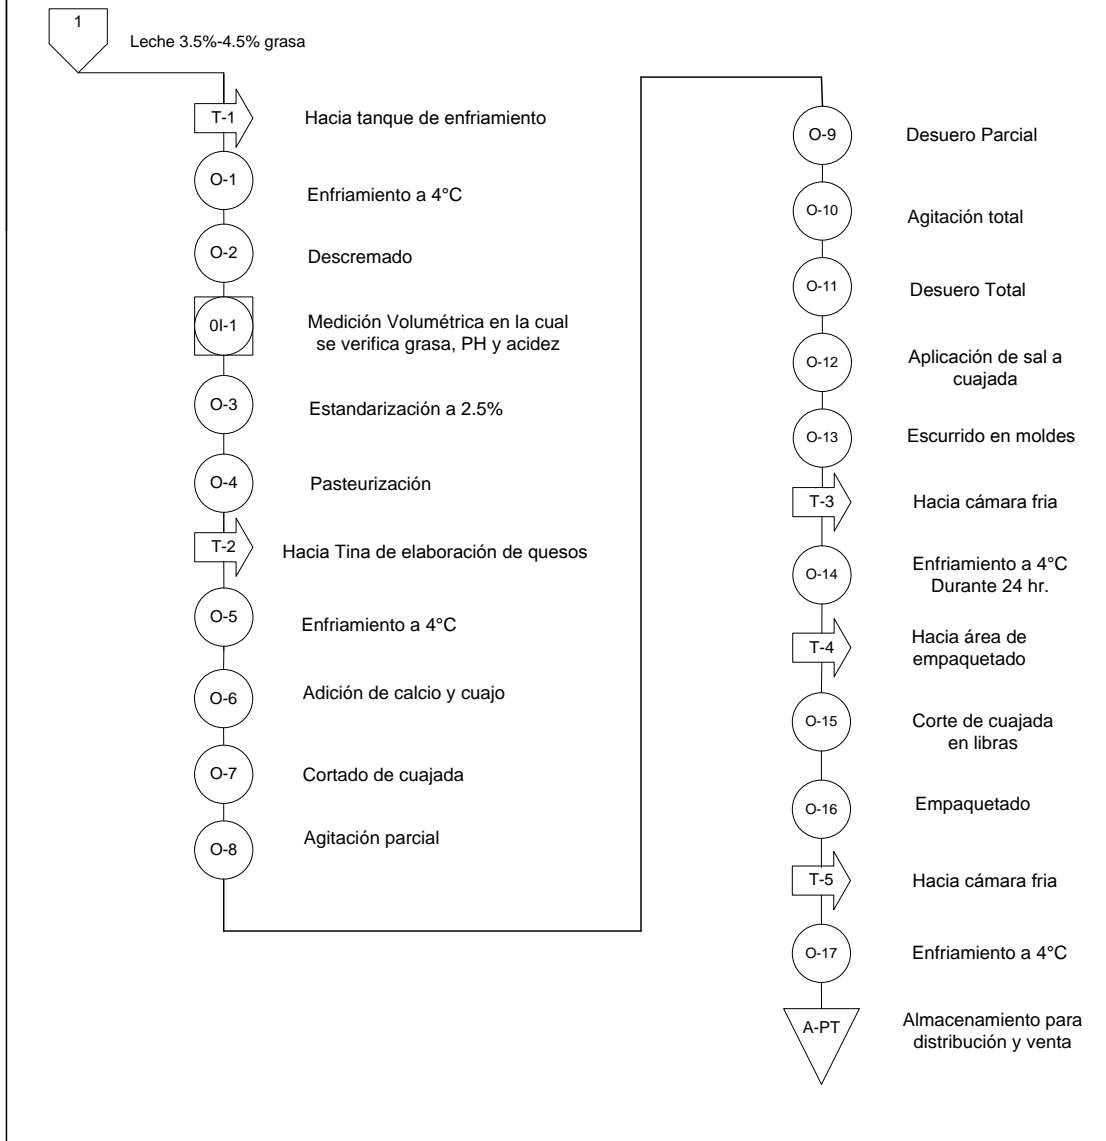 1
Leche 3.5%-4.5% grasa
T-1
Hacia tanque de enfriamiento
O-1
Enfriamiento a 4°C
O-2
Descremado
0I-1
Medición Volumétrica en la cual
se verifica grasa, PH y acidez
O-3
Estandarización a 2.5%
O-4
Pasteurización
T-2
Hacia Tina de elaboración de quesos
O-5
Enfriamiento a 4°C
O-6
Adición de calcio y cuajo
O-7
Cortado de cuajada
O-8
Agitación parcial
O-9
Desuero Parcial
O-10
Agitación total
O-11
Desuero Total
O-12
Aplicación de sal a
cuajada
O-13
Escurrido en moldes
T-3
Hacia cámara fria
O-14
Enfriamiento a 4°C
Durante 24 hr.
T-4
Hacia área de
empaquetado
O-15
Corte de cuajada
en libras
O-16
Empaquetado
T-5
Hacia cámara fria
O-17
Enfriamiento a 4°C
A-PT
Almacenamiento para
distribución y venta